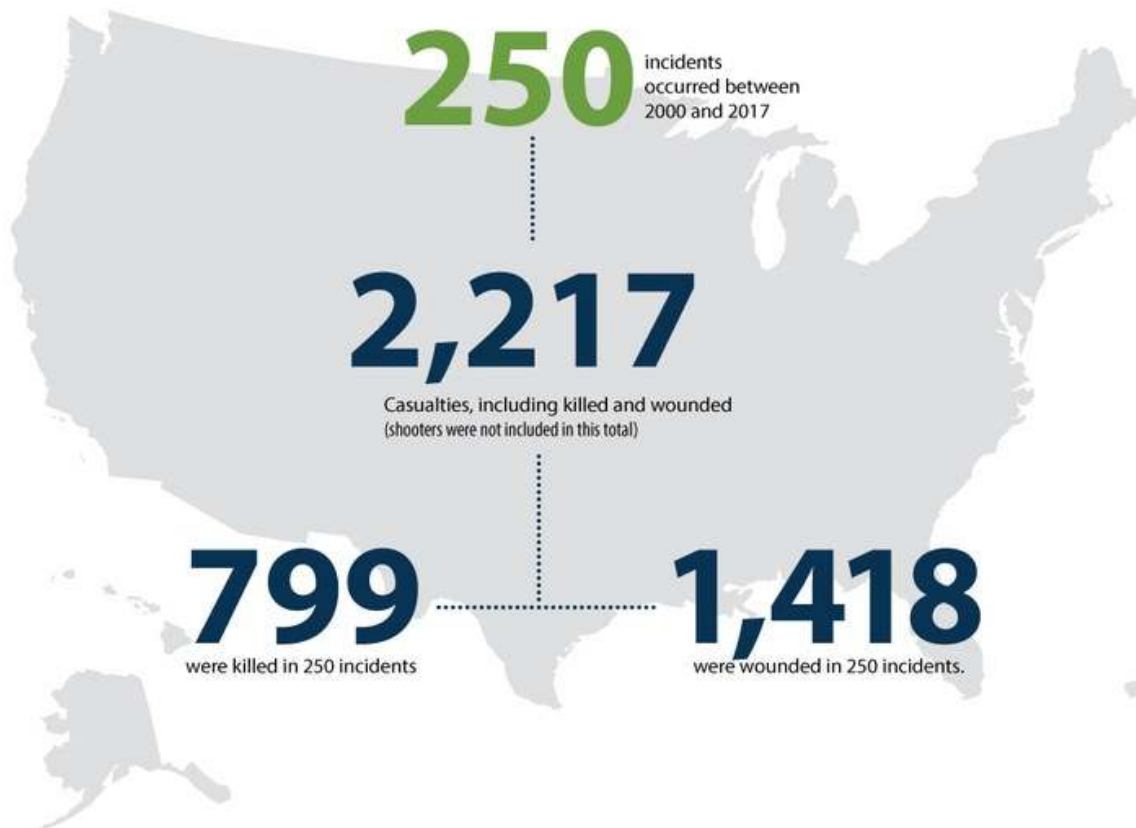 250
incidents
occurred between
2000 and 2017
2,217
Casualties, including killed and wounded
(shooters were not included in this total)
799
were killed in 250 incidents
1,418
were wounded in 250 incidents.